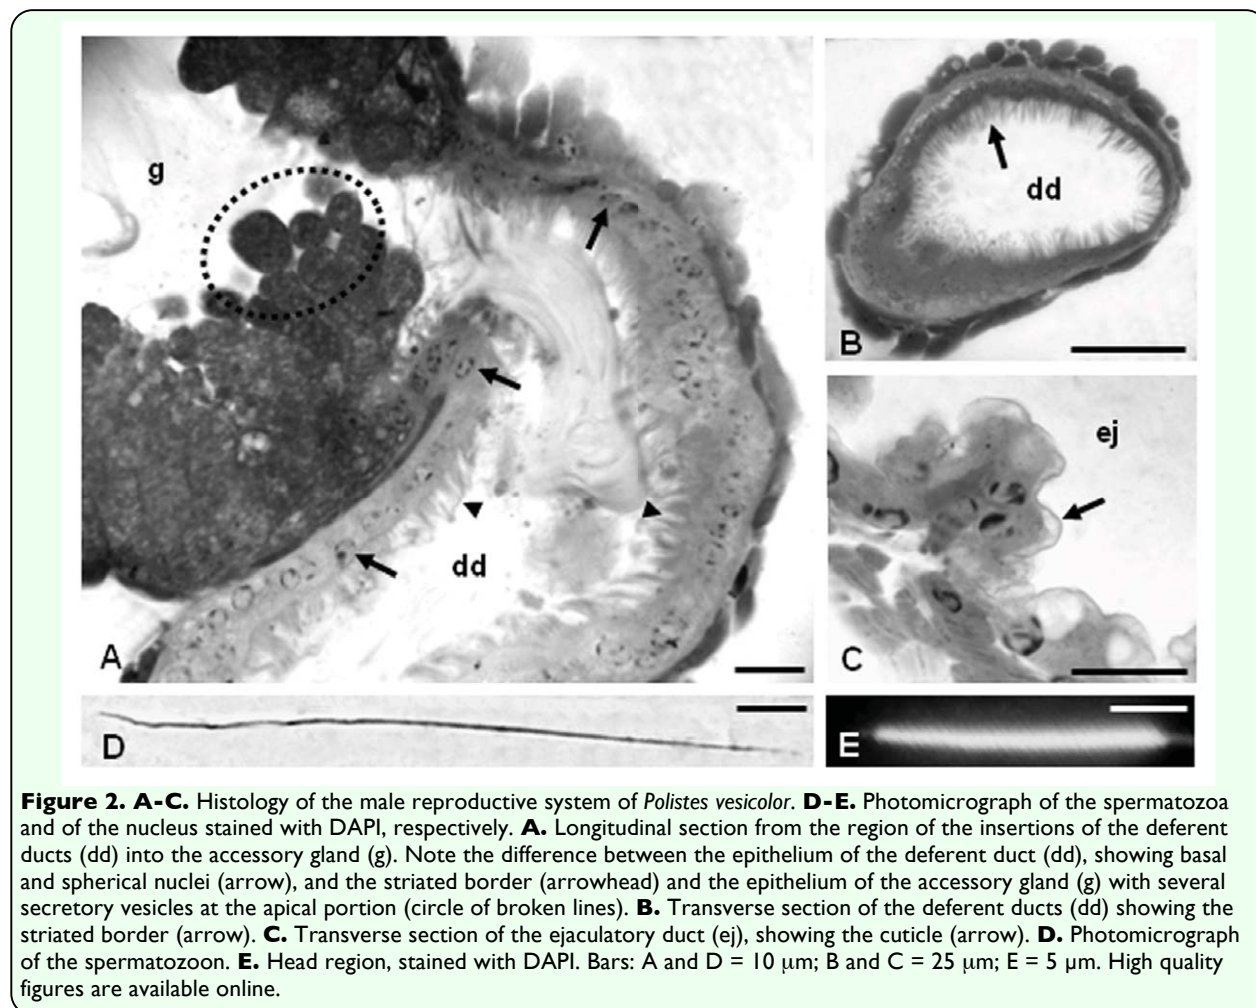 g
dd
A
dd
B
ej
C
D
E
Figure 2. A-C. Histology of the male reproductive system of Polistes vesicolor. D-E. Photomicrograph of the spermatozoa
and of the nucleus stained with DAPI, respectively. A. Longitudinal section from the region of the insertions of the deferent
ducts (dd) into the accessory gland (g). Note the difference between the epithelium of the deferent duct (dd), showing basal
and spherical nuclei (arrow), and the striated border (arrowhead) and the epithelium of the accessory gland (g) with several
secretory vesicles at the apical portion (circle of broken lines). B. Transverse section of the deferent ducts (dd) showing the
striated border (arrow). C. Transverse section of the ejaculatory duct (ej), showing the cuticle (arrow). D. Photomicrograph
of the spermatozoon. E. Head region, stained with DAPI. Bars: A and D = 10 μm; B and C = 25 μm; E = 5 μm. High quality
figures are available online.